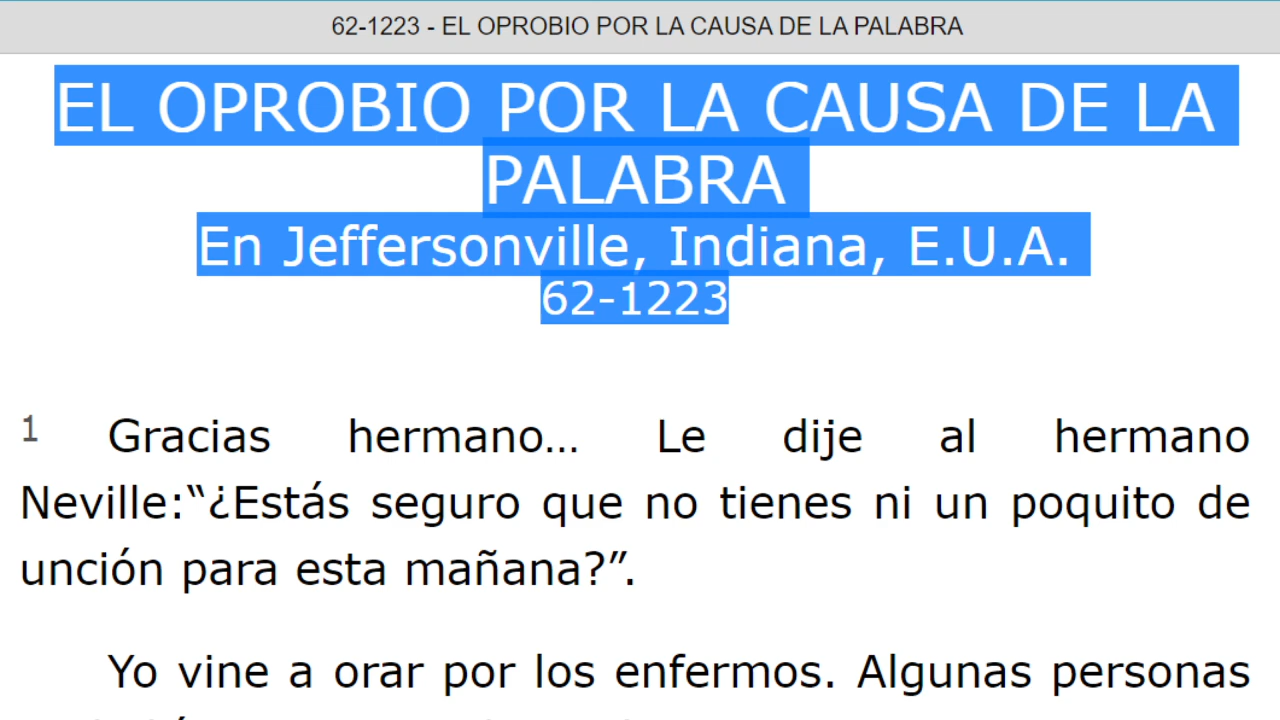 62-1223 - EL OPROBIO POR LA CAUSA DE LA PALABRA
EL OPROBIO POR LA CAUSA DE LA
PALABRA
En Jeffersonville, Indiana, E.U.A.
62-1223
1 Gracias hermano… Le dije al hermano
Neville:“¿Estás seguro que no tienes ni un poquito de
unción para esta mañana?”.
Yo vine a orar por los enfermos. Algunas personas